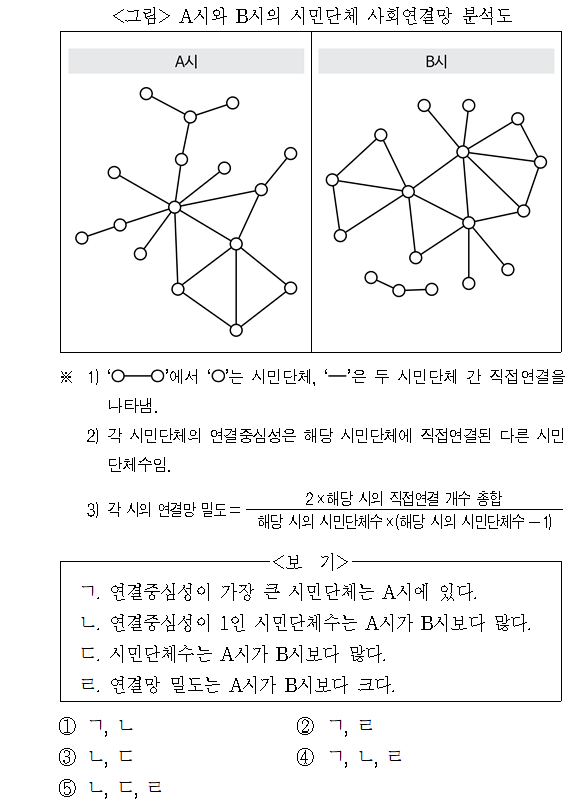 <그림> A시와 B시의 시민단체 사회연결망 분석도
A시
B시
※ 1) ‘○─○’에서 ‘○’는 시민단체, ‘─’은 두 시민단체 간 직접연결을
나타냄.
2) 각 시민단체의 연결중심성은 해당 시민단체에 직접연결된 다른 시민
단체수임.
3) 각 시의 연결망 밀도 = 2×해당 시의 직접연결 개수 총합 / 해당 시의 시민단체수×(해당 시의 시민단체수 - 1)
<보 기>
ㄱ. 연결중심성이 가장 큰 시민단체는 A시에 있다.
ㄴ. 연결중심성이 1인 시민단체수는 A시가 B시보다 많다.
ㄷ. 시민단체수는 A시가 B시보다 많다.
ㄹ. 연결망 밀도는 A시가 B시보다 크다.
① ㄱ, ㄴ
② ㄱ, ㄹ
③ ㄴ, ㄷ
④ ㄱ, ㄴ, ㄹ
⑤ ㄴ, ㄷ, ㄹ